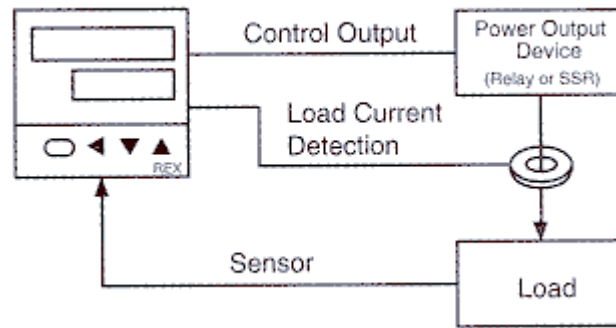 Control Output
Power Output
Device
(Relay or SSR)
Load Current
Detection
REX
Sensor
Load